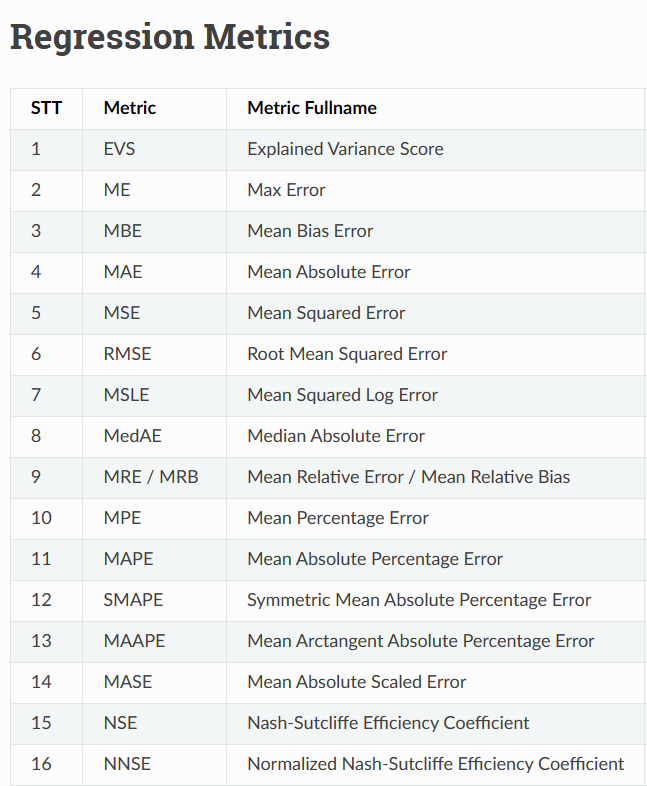 Regression Metrics
STT Metric Metric Fullname
1 EVS Explained Variance Score
2 ME Max Error
3 MBE Mean Bias Error
4 MAE Mean Absolute Error
5 MSE Mean Squared Error
6 RMSE Root Mean Squared Error
7 MSLE Mean Squared Log Error
8 MedAE Median Absolute Error
9 MRE / MRB Mean Relative Error / Mean Relative Bias
10 MPE Mean Percentage Error
11 MAPE Mean Absolute Percentage Error
12 SMAPE Symmetric Mean Absolute Percentage Error
13 MAAPE Mean Arctangent Absolute Percentage Error
14 MASE Mean Absolute Scaled Error
15 NSE Nash-Sutcliffe Efficiency Coefficient
16 NNSE Normalized Nash-Sutcliffe Efficiency Coefficient